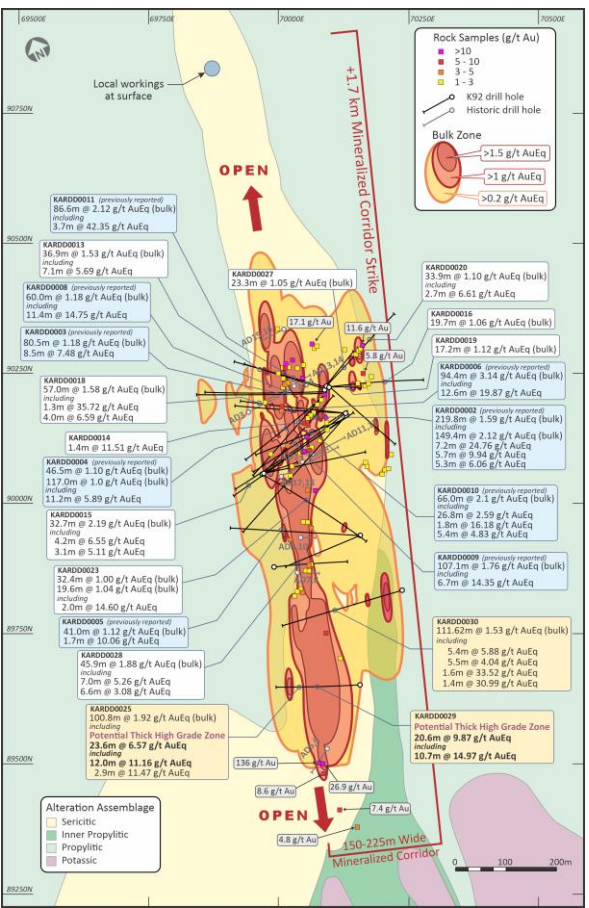 69500E
69750E
70000E
70250E
70500E
90750N
90500N
90250N
90000N
89750N
89500N
89250N
N
Local workings
at surface
OPEN
+1.7 km Mineralized Corridor Strike
Rock Samples (g/t Au)
>10
5 - 10
3 - 5
1 - 3
K92 drill hole
Historic drill hole
Bulk Zone
>1.5 g/t AuEq
>1 g/t AuEq
>0.2 g/t AuEq
KARDD0011 (previously reported)
86.6m @ 2.12 g/t AuEq (bulk)
including
3.7m @ 42.35 g/t AuEq
KARDD0013
36.9m @ 1.53 g/t AuEq (bulk)
including
7.1m @ 5.69 g/t AuEq
KARDD0008 (previously reported)
60.0m @ 1.18 g/t AuEq (bulk)
including
11.4m @ 14.75 g/t AuEq
KARDD0003 (previously reported)
80.5m @ 1.18 g/t AuEq (bulk)
8.5m @ 7.48 g/t AuEq
KARDD0018
57.0m @ 1.58 g/t AuEq (bulk)
including
1.3m @ 35.72 g/t AuEq
4.0m @ 6.59 g/t AuEq
KARDD0014
1.4m @ 11.51 g/t AuEq
KARDD0004 (previously reported)
46.5m @ 1.10 g/t AuEq (bulk)
117.0m @ 1.0 g/t AuEq (bulk)
including
11.2m @ 5.89 g/t AuEq
KARDD0015
32.7m @ 2.19 g/t AuEq (bulk)
including
4.2m @ 6.55 g/t AuEq
3.1m @ 5.11 g/t AuEq
KARDD0023
32.4m @ 1.00 g/t AuEq (bulk)
19.6m @ 1.04 g/t AuEq (bulk)
including
2.0m @ 14.60 g/t AuEq
KARDD0005 (previously reported)
41.0m @ 1.12 g/t AuEq (bulk)
1.7m @ 10.06 g/t AuEq
KARDD0028
45.9m @ 1.88 g/t AuEq (bulk)
including
7.0m @ 5.26 g/t AuEq
6.6m @ 3.08 g/t AuEq
KARDD0025
100.8m @ 1.92 g/t AuEq (bulk)
including
Potential Thick High Grade Zone
23.6m @ 6.57 g/t AuEq
including
12.0m @ 11.16 g/t AuEq
2.9m @ 11.47 g/t AuEq
KARDD0027
23.3m @ 1.05 g/t AuEq (bulk)
17.1 g/t Au
11.6 g/t Au
5.8 g/t Au
KARDD0020
33.9m @ 1.10 g/t AuEq (bulk)
including
2.7m @ 6.61 g/t AuEq
KARDD0016
19.7m @ 1.06 g/t AuEq (bulk)
KARDD0019
17.2m @ 1.12 g/t AuEq (bulk)
KARDD0006 (previously reported)
94.4m @ 3.14 g/t AuEq (bulk)
including
12.6m @ 19.87 g/t AuEq
KARDD0002 (previously reported)
219.8m @ 1.59 g/t AuEq (bulk)
including
149.4m @ 2.12 g/t AuEq (bulk)
7.2m @ 24.76 g/t AuEq
5.7m @ 9.94 g/t AuEq
5.3m @ 6.06 g/t AuEq
KARDD0010 (previously reported)
66.0m @ 2.1 g/t AuEq (bulk)
including
26.8m @ 2.59 g/t AuEq
1.8m @ 16.18 g/t AuEq
5.4m @ 4.83 g/t AuEq
KARDD0009 (previously reported)
107.1m @ 1.76 g/t AuEq (bulk)
including
6.7m @ 14.35 g/t AuEq
KARDD0030
111.62m @ 1.53 g/t AuEq (bulk)
including
5.4m @ 5.88 g/t AuEq
5.5m @ 4.04 g/t AuEq
1.6m @ 33.52 g/t AuEq
1.4m @ 30.99 g/t AuEq
KARDD0029
Potential Thick High Grade Zone
20.6m @ 9.87 g/t AuEq
including
10.7m @ 14.97 g/t AuEq
136 g/t Au
8.6 g/t Au
26.9 g/t Au
7.4 g/t Au
4.8 g/t Au
OPEN
150-225m Wide
Mineralized Corridor
Alteration Assemblage
Sericitic
Inner Propylitic
Propylitic
Potassic
0
100
200m